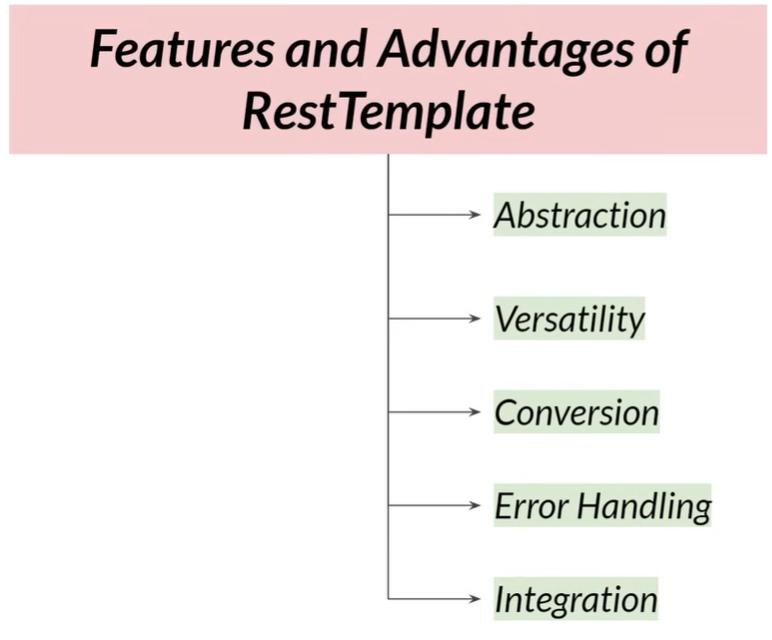 Features and Advantages of
RestTemplate
Abstraction
Versatility
Conversion
Error Handling
Integration